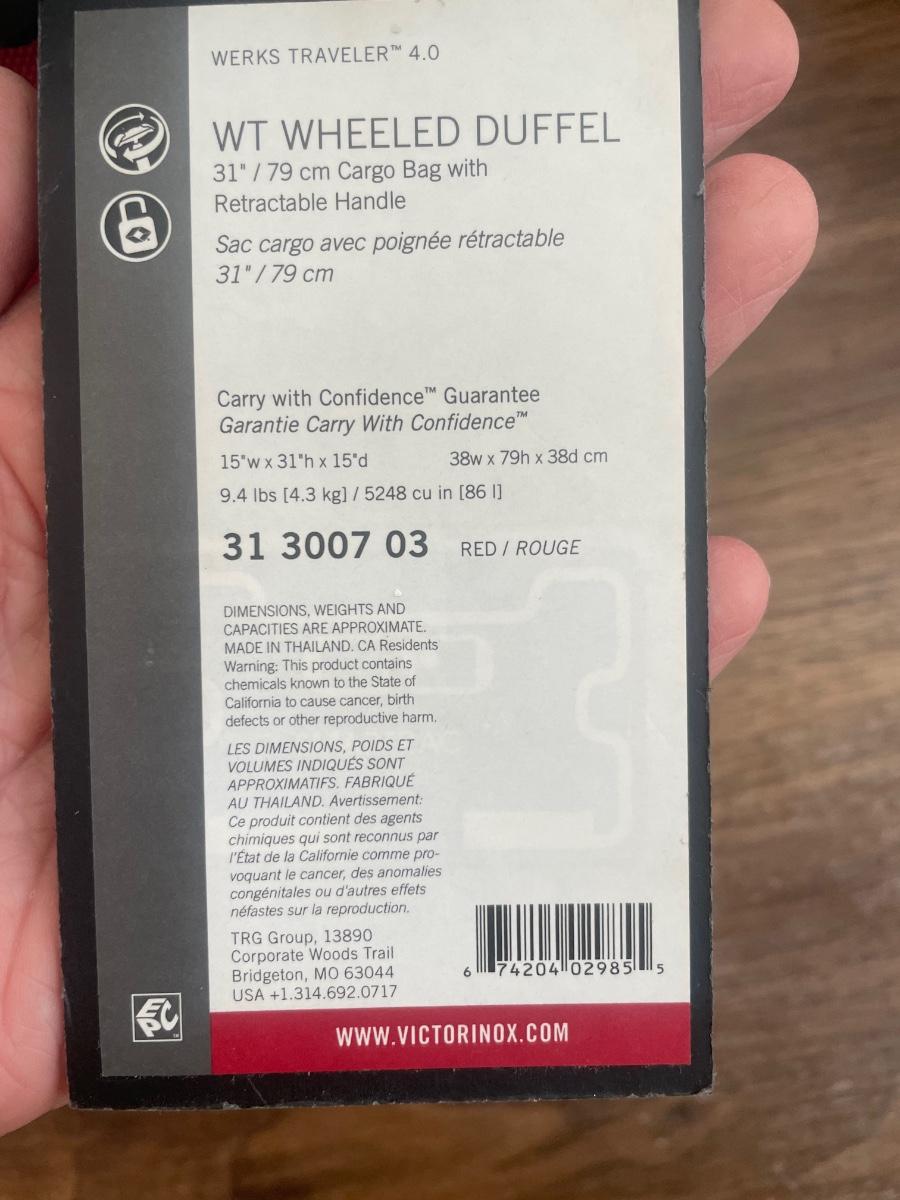 WERKS TRAVELER™ 4.0
WT WHEELED DUFFEL
31" / 79 cm Cargo Bag with
Retractable Handle
Sac cargo avec poignée rétractable
31" / 79 cm
Carry with Confidence™ Guarantee
Garantie Carry With Confidence™
15"w x 31"h x 15"d 38w x 79h x 38d cm
9.4 lbs [4.3 kg] / 5248 cu in [86 l]
31 3007 03 RED / ROUGE
DIMENSIONS, WEIGHTS AND
CAPACITIES ARE APPROXIMATE.
MADE IN THAILAND. CA Residents
Warning: This product contains
chemicals known to the State of
California to cause cancer, birth
defects or other reproductive harm.
LES DIMENSIONS, POIDS ET
VOLUMES INDIQUÉS SONT
APPROXIMATIFS. FABRIQUÉ
AU THAILAND. Avertissement:
Ce produit contient des agents
chimiques qui sont reconnus par
l'État de la Californie comme pro-
voquant le cancer, des anomalies
congénitales ou d'autres effets
néfastes sur la reproduction.
TRG Group, 13890
Corporate Woods Trail
Bridgeton, MO 63044
USA +1.314.692.0717
6 74204 02985 5
EPC™
WWW.VICTORINOX.COM